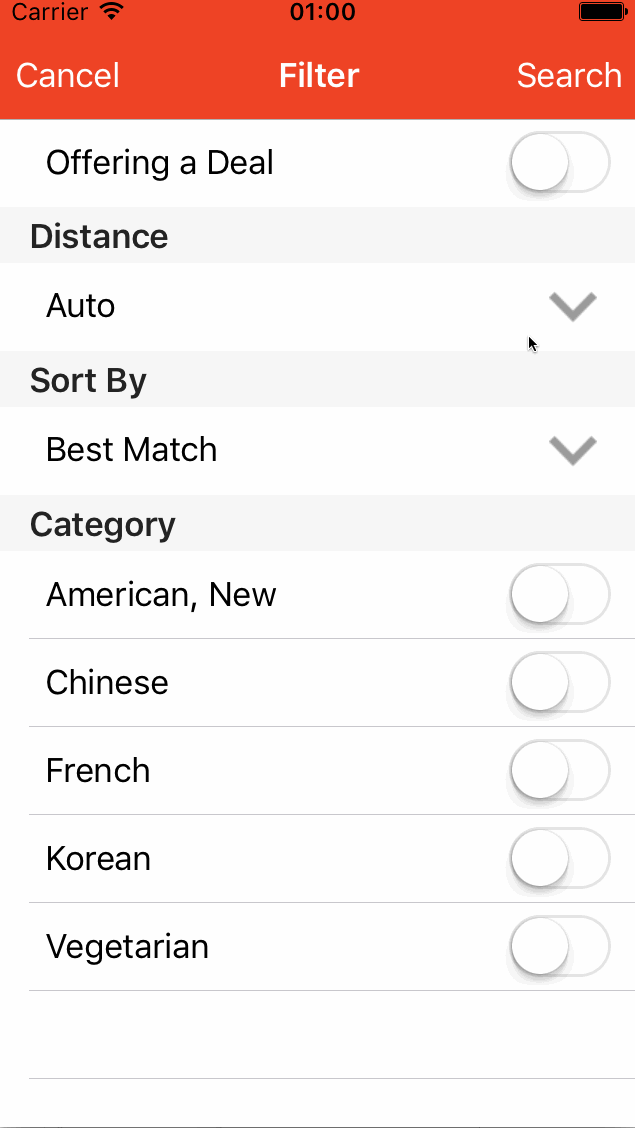 Carrier 01:00
Cancel Filter Search
Offering a Deal
Distance
Auto
Sort By
Best Match
Category
American, New
Chinese
French
Korean
Vegetarian